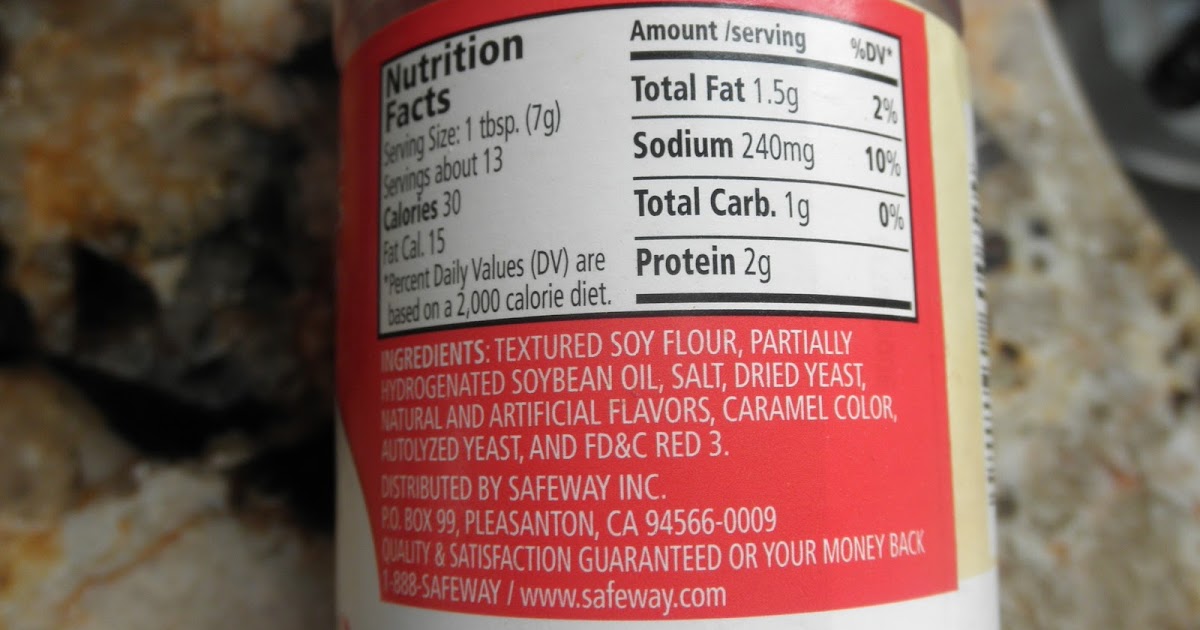 Nutrition
Facts
Serving Size: 1 tbsp. (7g)
Servings about 13
Calories 30
Fat Cal. 15
*Percent Daily Values (DV) are
based on a 2,000 calorie diet.
Amount /serving %DV*
Total Fat 1.5g 2%
Sodium 240mg 10%
Total Carb. 1g 0%
Protein 2g
INGREDIENTS: TEXTURED SOY FLOUR, PARTIALLY
HYDROGENATED SOYBEAN OIL, SALT, DRIED YEAST,
NATURAL AND ARTIFICIAL FLAVORS, CARAMEL COLOR,
AUTOLYZED YEAST, AND FD&C RED 3.
DISTRIBUTED BY SAFEWAY INC.
P.O. BOX 99, PLEASANTON, CA 94566-0009
QUALITY & SATISFACTION GUARANTEED OR YOUR MONEY BACK
1-888-SAFEWAY / www.safeway.com